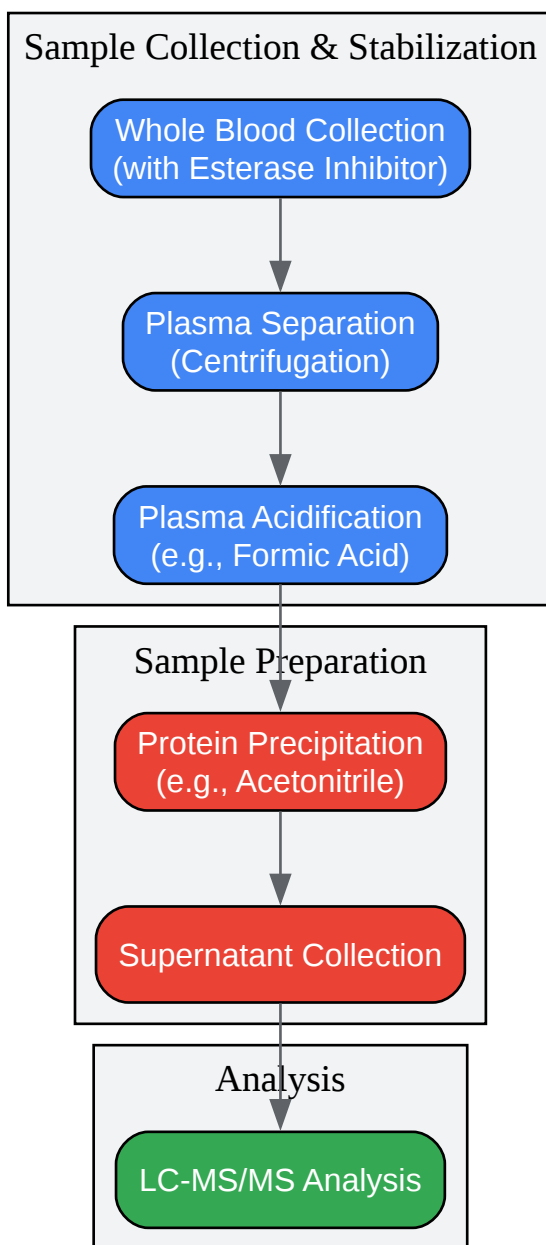 Sample Collection & Stabilization
Whole Blood Collection
(with Esterase Inhibitor)
Plasma Separation
(Centrifugation)
Plasma Acidification
(e.g., Formic Acid)
Sample Preparation
Protein Precipitation
(e.g., Acetonitrile)
Supernatant Collection
Analysis
LC-MS/MS Analysis